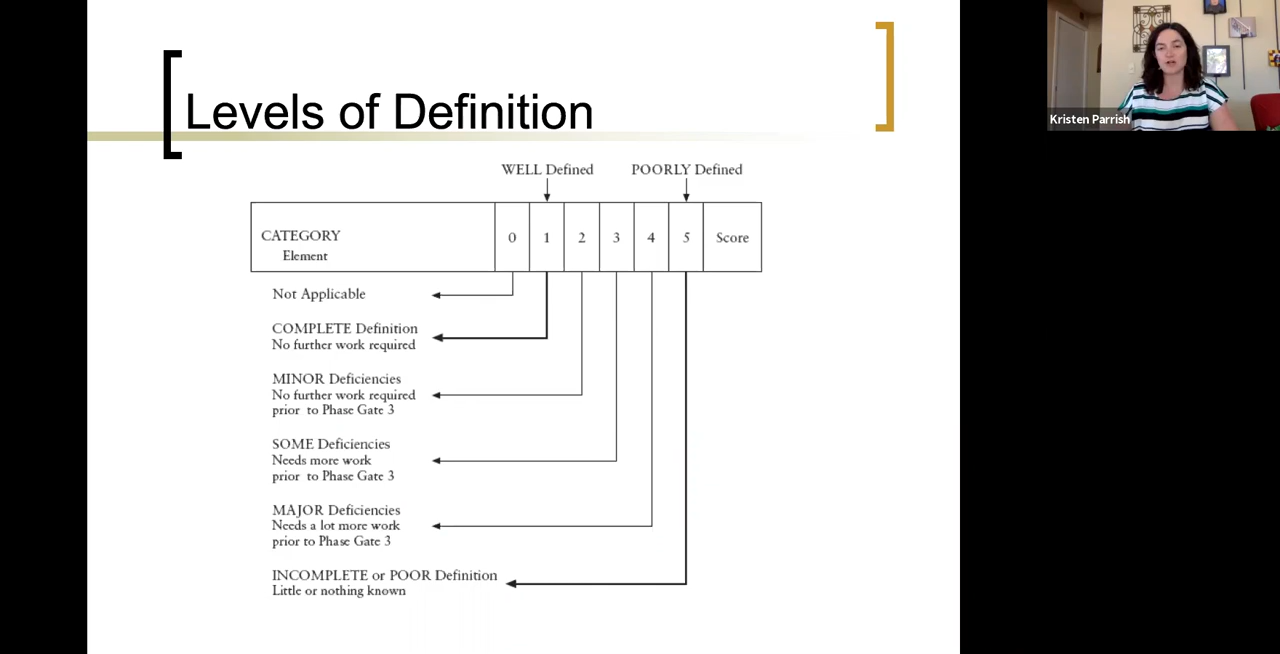 Levels of Definition
Kristen Parrish
WELL Defined POORLY Defined
CATEGORY
Element
0 1 2 3 4 5 Score
Not Applicable
COMPLETE Definition
No further work required
MINOR Deficiencies
No further work required
prior to Phase Gate 3
SOME Deficiencies
Needs more work
prior to Phase Gate 3
MAJOR Deficiencies
Needs a lot more work
prior to Phase Gate 3
INCOMPLETE or POOR Definition
Little or nothing known